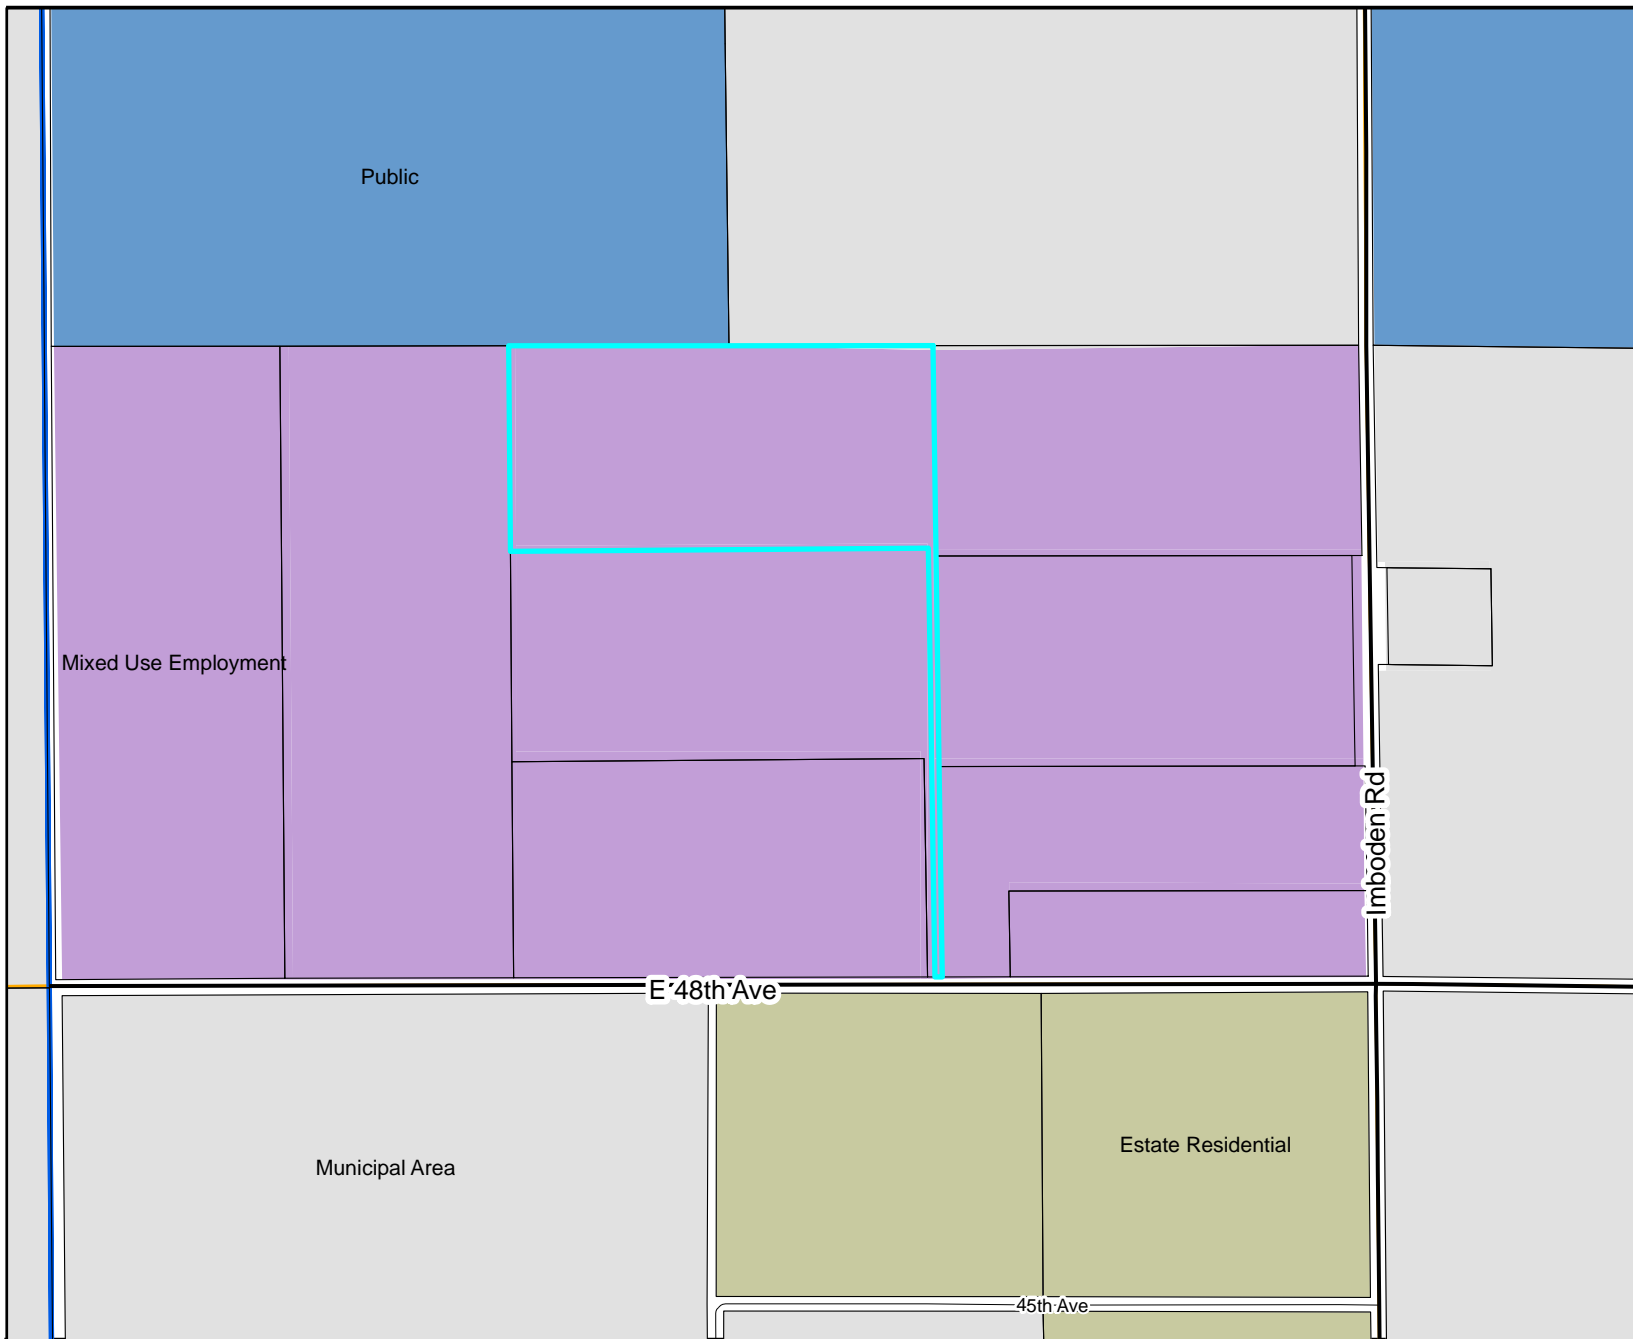 Public
Mixed Use Employment
Imboden Rd
E 48th Ave
Municipal Area
Estate Residential
45th Ave